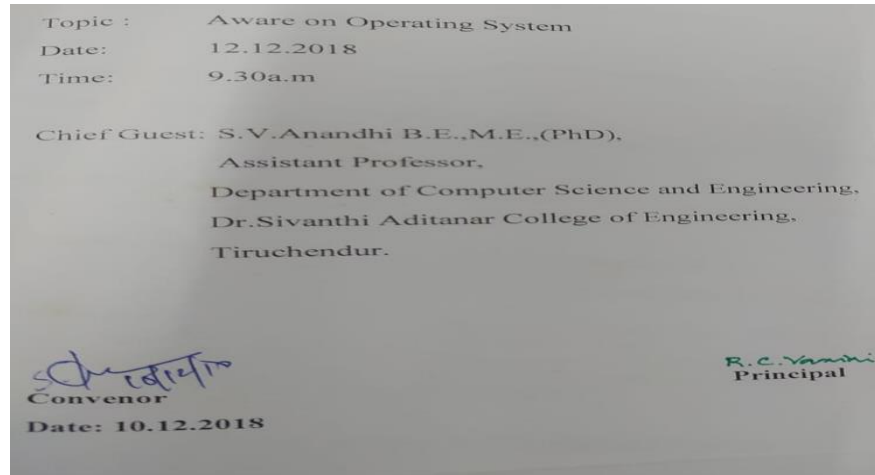 Topic : Aware on Operating System
Date: 12.12.2018
Time: 9.30a.m
Chief Guest: S.V.Anandhi B.E.,M.E.,(PhD),
Assistant Professor,
Department of Computer Science and Engineering,
Dr.Sivanthi Aditanar College of Engineering,
Tiruchendur.
R.C.Vanini
Convenor
Principal
Date: 10.12.2018